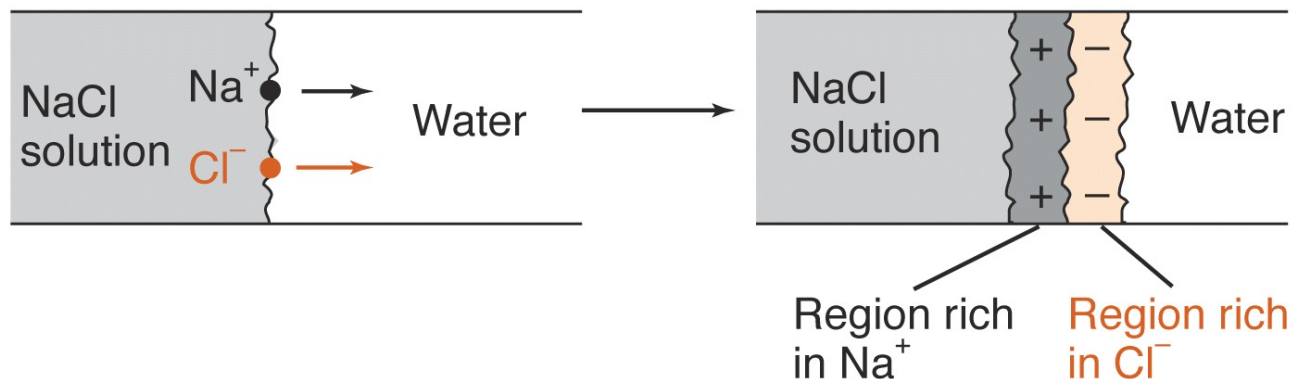 NaCl
solution
Na⁺
Cl⁻
Water
NaCl
solution
+ −
+ −
+ −
Water
Region rich
in Na⁺
Region rich
in Cl⁻